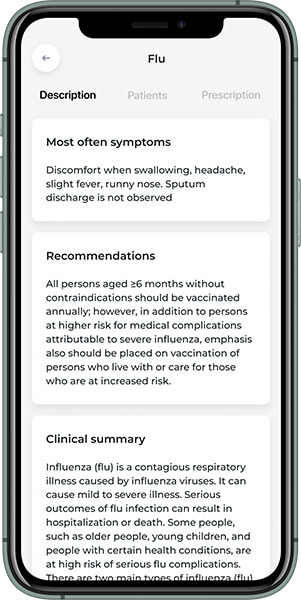 Flu
Description Patients Prescription
Most often symptoms
Discomfort when swallowing, headache,
slight fever, runny nose. Sputum
discharge is not observed
Recommendations
All persons aged ≥6 months without
contraindications should be vaccinated
annually; however, in addition to persons
at higher risk for medical complications
attributable to severe influenza, emphasis
also should be placed on vaccination of
persons who live with or care for those
who are at increased risk.
Clinical summary
Influenza (flu) is a contagious respiratory
illness caused by influenza viruses. It can
cause mild to severe illness. Serious
outcomes of flu infection can result in
hospitalization or death. Some people,
such as older people, young children, and
people with certain health conditions, are
at high risk of serious flu complications.
There are two main types of influenza (flu)